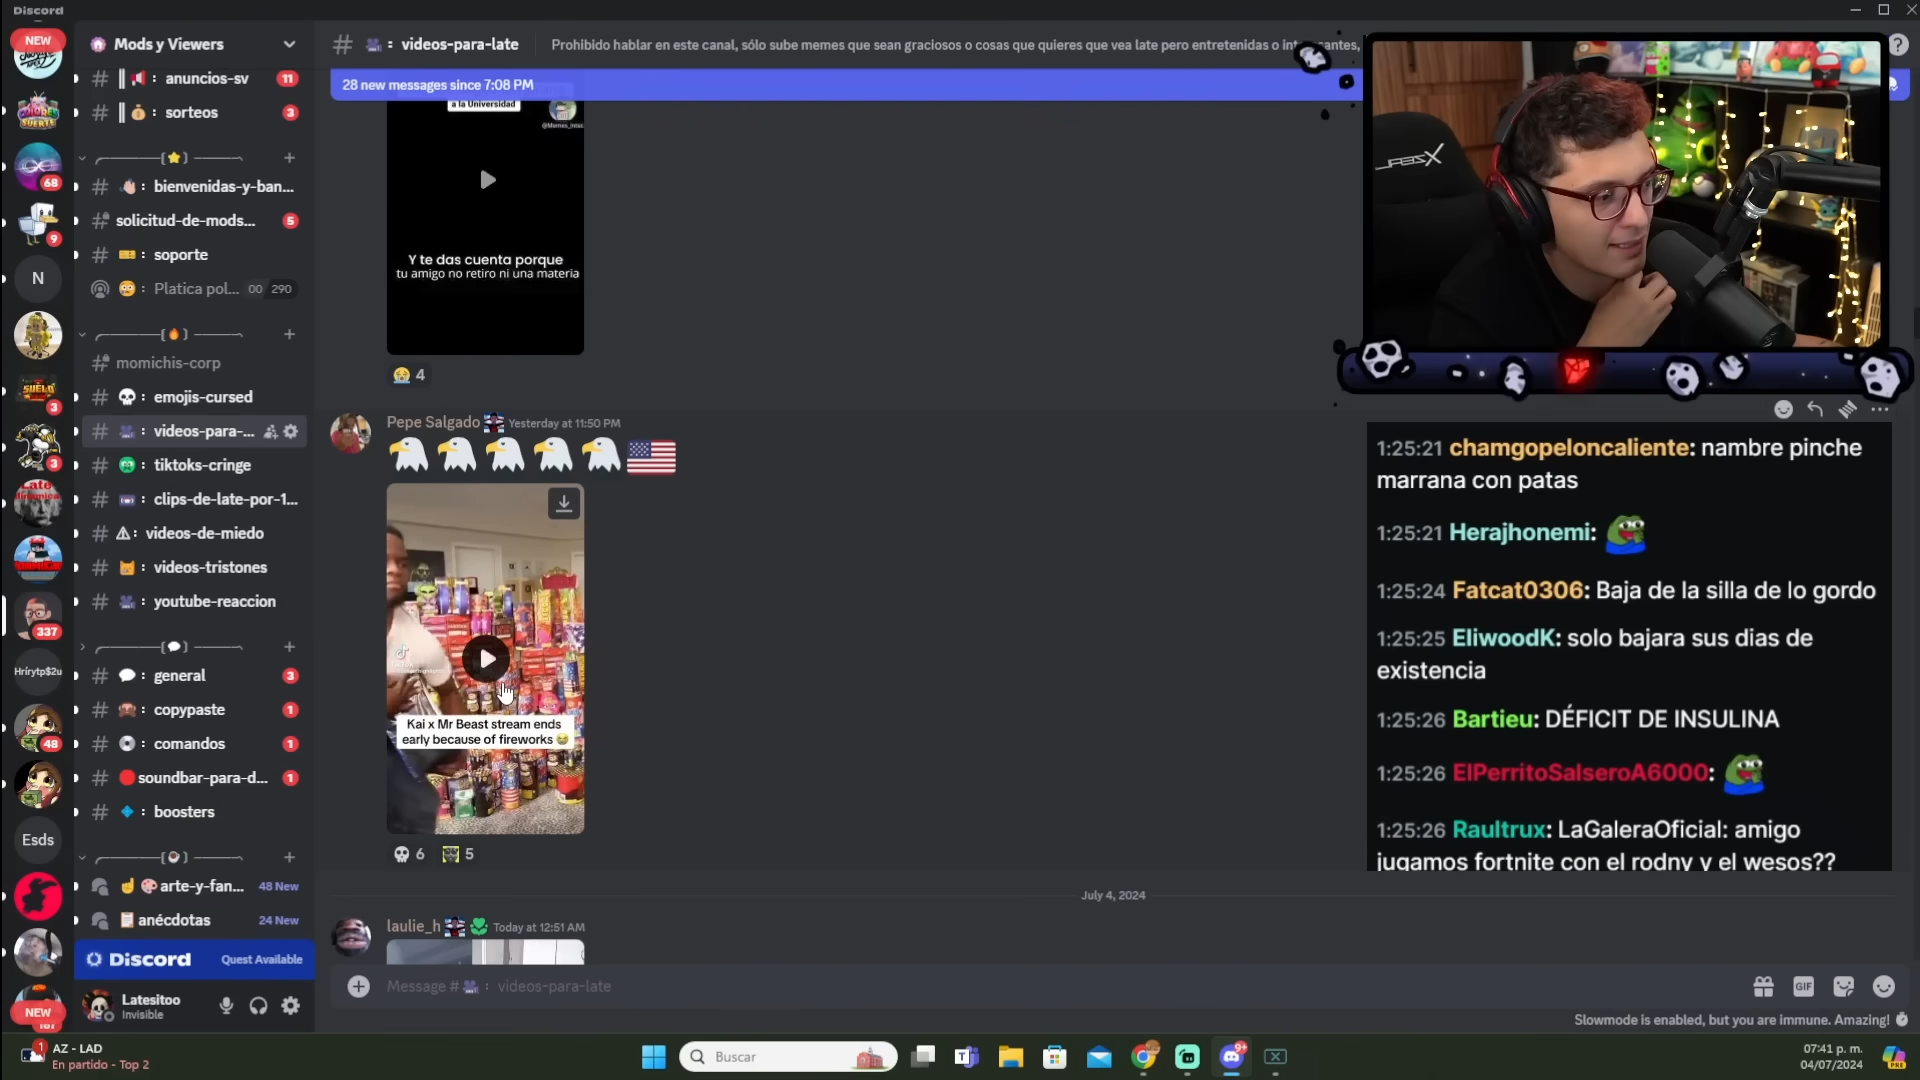 Discord
NEW
68
9
N
3
3
337
Hrírytp$2u
48
Esds
NEW
Mods y Viewers
anuncios-sv 11
sorteos 3
bienvenidas-y-ban...
solicitud-de-mods... 5
soporte
Platica pol... 00 290
momichis-corp
emojis-cursed
videos-para-...
tiktoks-cringe
clips-de-late-por-1...
videos-de-miedo
videos-tristones
youtube-reaccion
general 3
copypaste 1
comandos 1
soundbar-para-d... 1
boosters
arte-y-fan... 48 New
anécdotas 24 New
Discord Quest Available
Latesitoo
Invisible
# : videos-para-late
Prohibido hablar en este canal, sólo sube memes que sean graciosos o cosas que quieres que vea late pero entretenidas o
28 new messages since 7:08 PM
a la Universidad
Y te das cuenta porque
tu amigo no retiro ni una materia
4
Pepe Salgado Yesterday at 11:50 PM
Kai x Mr Beast stream ends
early because of fireworks
6 5
July 4, 2024
laulie_h Today at 12:51 AM
Message # : videos-para-late
GIF
Slowmode is enabled, but you are immune. Amazing!
1:25:21 chamgopeloncaliente: nambre pinche
marrana con patas
1:25:21 Herajhonemi:
1:25:24 Fatcat0306: Baja de la silla de lo gordo
1:25:25 EliwoodK: solo bajara sus dias de
existencia
1:25:26 Bartieu: DÉFICIT DE INSULINA
1:25:26 ElPerritoSalseroA6000:
1:25:26 Raultrux: LaGaleraOficial: amigo
jugamos fortnite con el rodny y el wesos??
1
AZ - LAD
En partido - Top 2
Buscar
9+
07:41 p. m.
04/07/2024